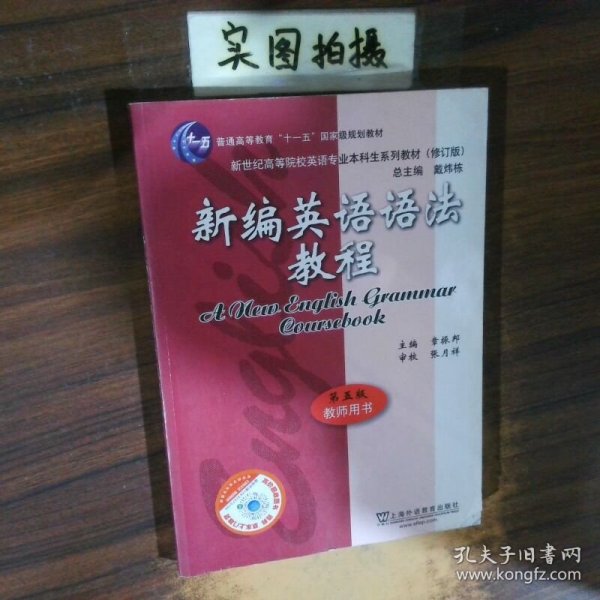 实图拍摄
十一五
普通高等教育“十一五”国家级规划教材
新世纪高等院校英语专业本科生系列教材（修订版）
总主编 戴炜栋
新编英语语法
教程
A New English Grammar
Coursebook
主编 章振邦
审校 张月祥
第五版
教师用书
English
上海外语教育出版社
www.sflep.com
孔夫子旧书网
www.kongfz.com